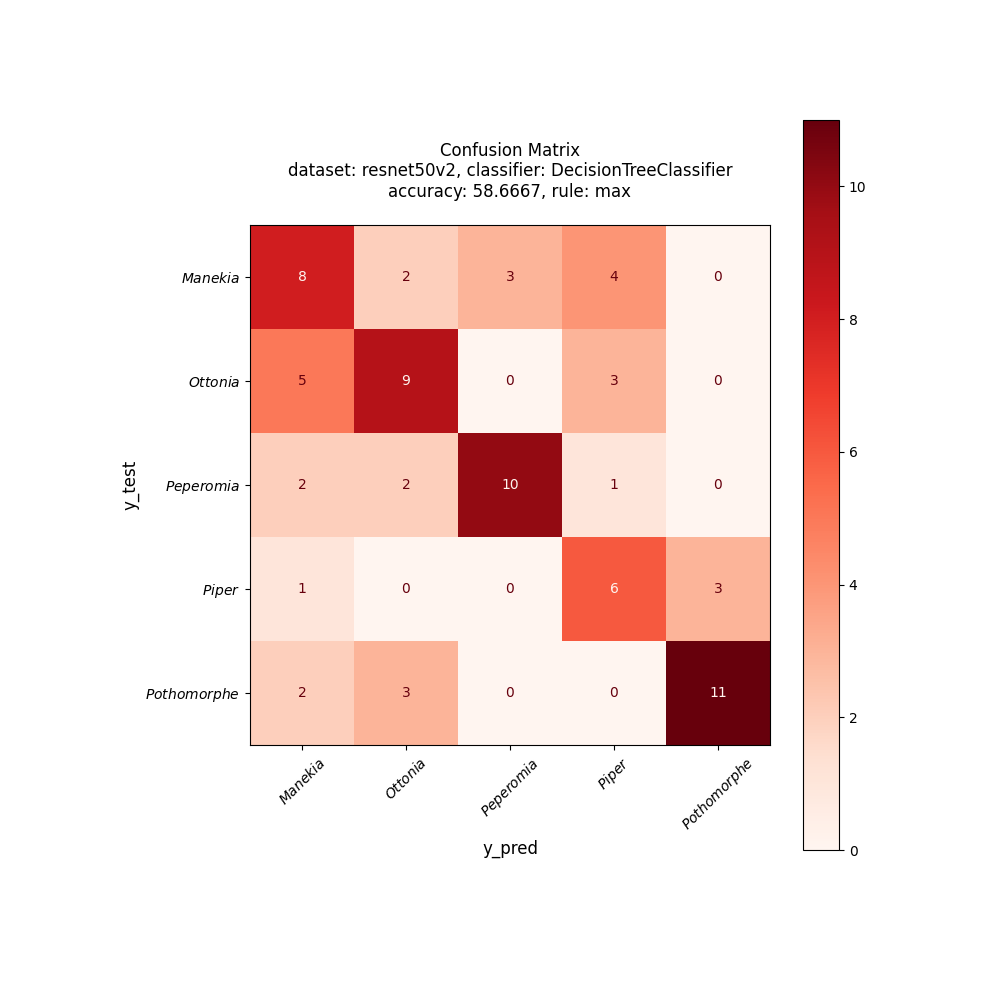 Confusion Matrix
dataset: resnet50v2, classifier: DecisionTreeClassifier
accuracy: 58.6667, rule: max
Manekia 8 2 3 4 0
Ottonia 5 9 0 3 0
Peperomia 2 2 10 1 0
Piper 1 0 0 6 3
Pothomorphe 2 3 0 0 11
y_test
Manekia Ottonia Peperomia Piper Pothomorphe
y_pred
10
8
6
4
2
0